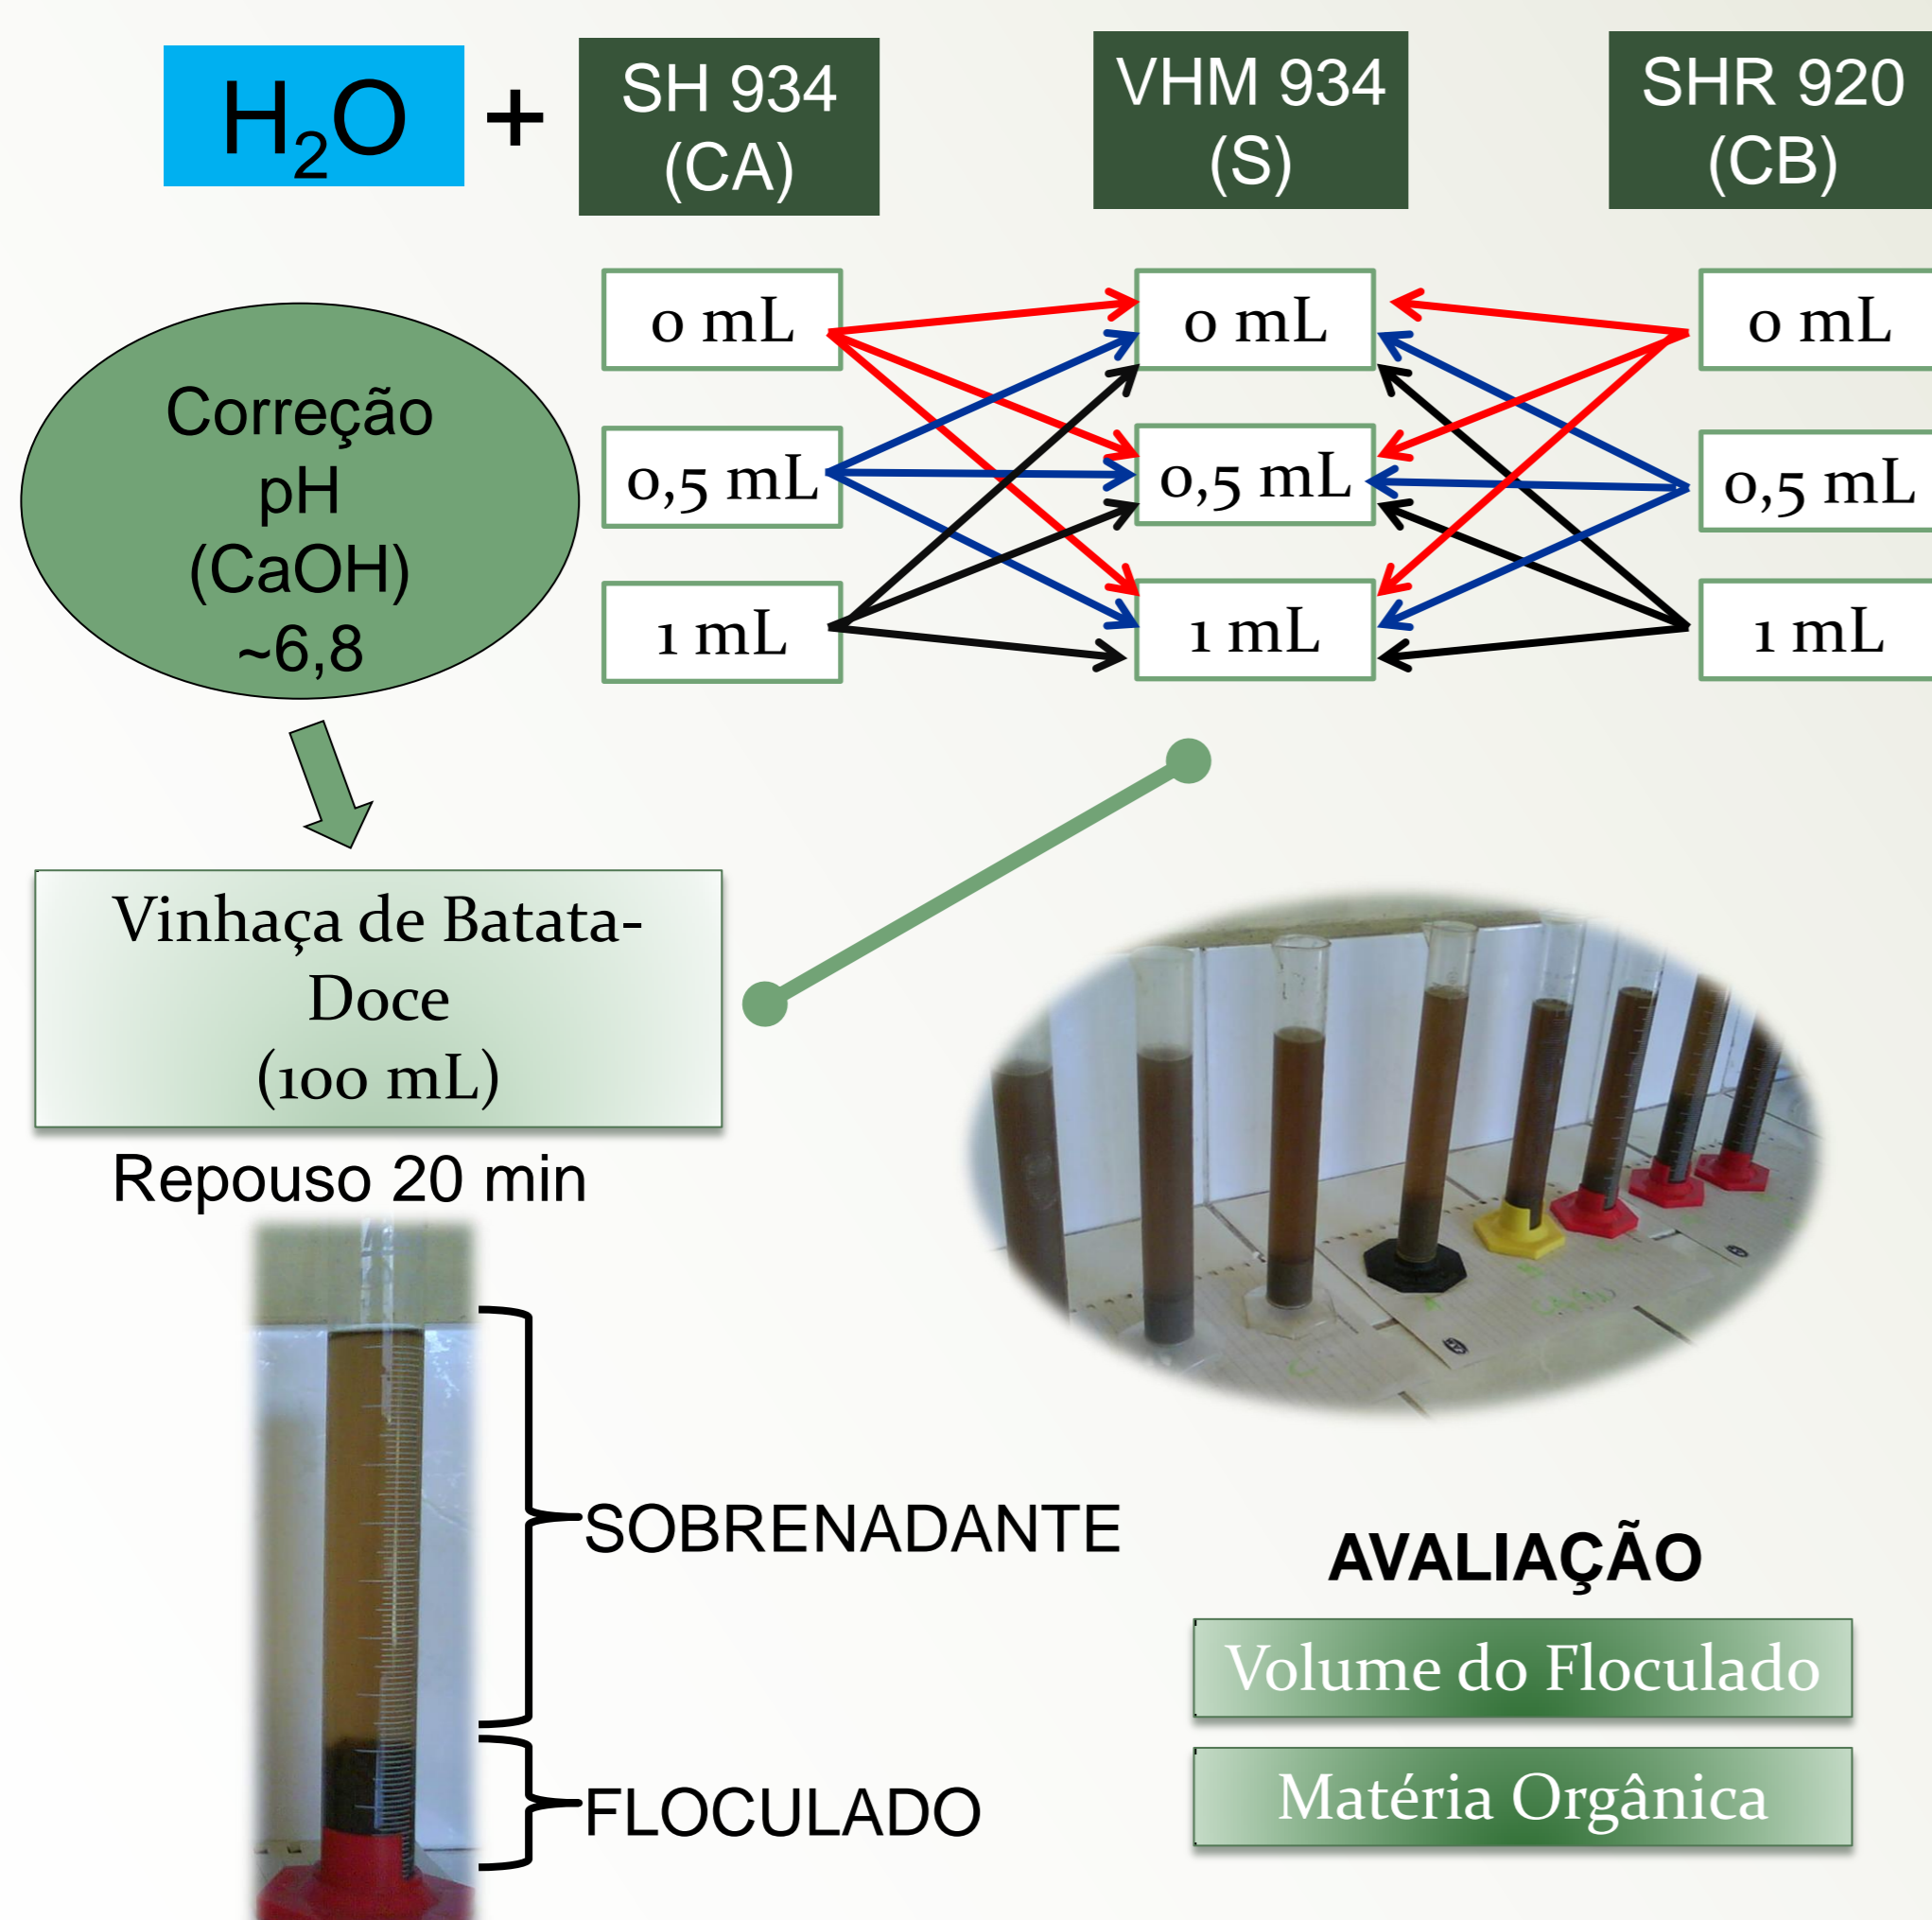 H₂O + SH 934
(CA)
VHM 934
(S)
SHR 920
(CB)
0 mL
0 mL
0 mL
0,5 mL
0,5 mL
0,5 mL
1 mL
1 mL
1 mL
Correção
pH
(CaOH)
~6,8
Vinhaça de Batata-
Doce
(100 mL)
Repouso 20 min
SOBRENADANTE
FLOCULADO
AVALIAÇÃO
Volume do Floculado
Matéria Orgânica